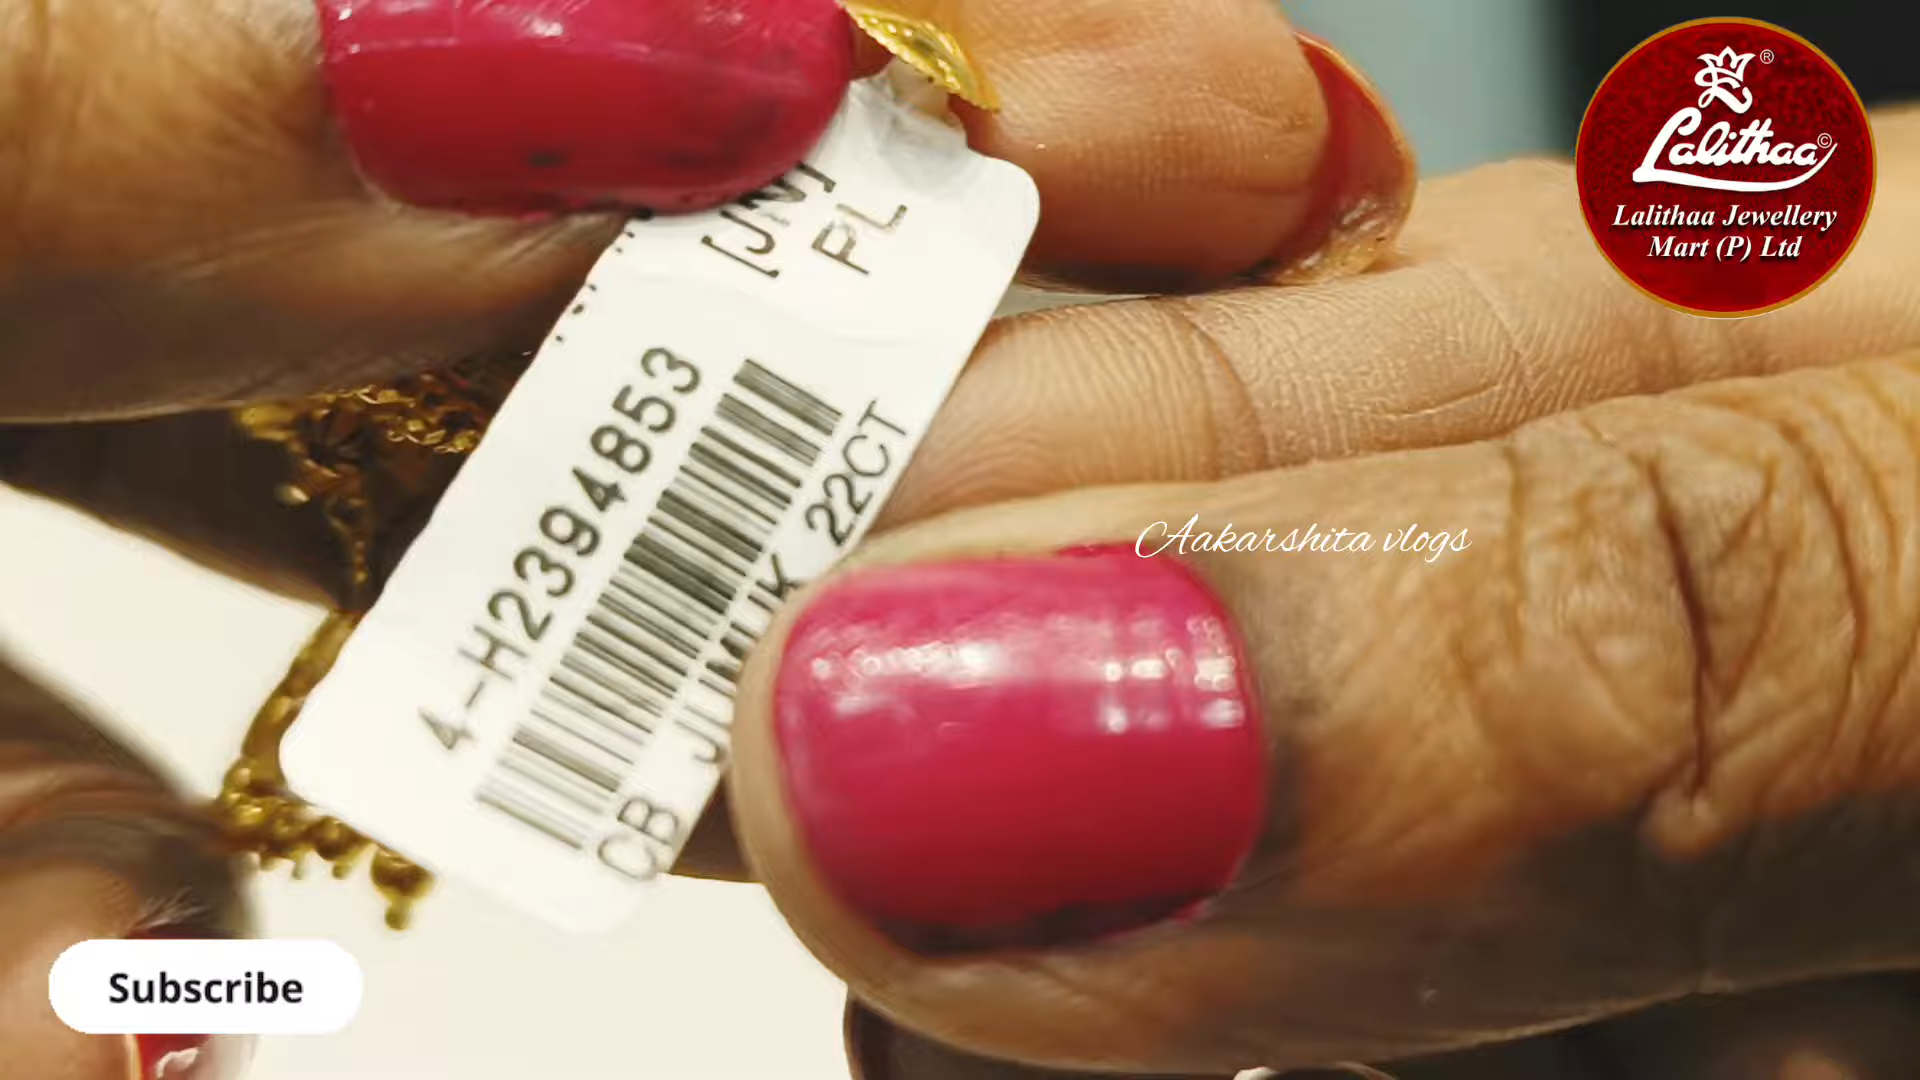 [JN]
PL
4-H2394853
22CT
CB
Lalithaa
Lalithaa Jewellery
Mart (P) Ltd
Aakarshita vlogs
Subscribe